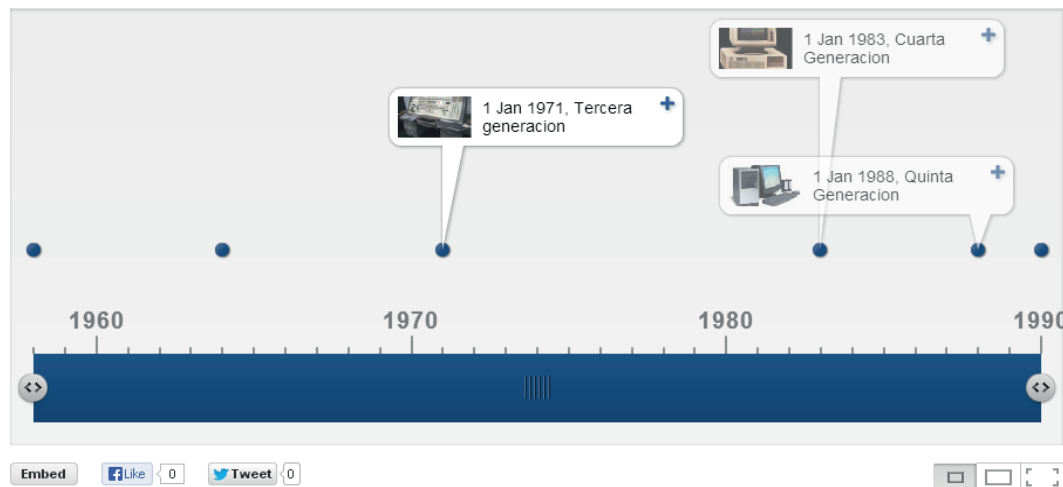 1 Jan 1983, Cuarta
Generacion
1 Jan 1971, Tercera
generacion
1 Jan 1988, Quinta
Generacion
1960
1970
1980
1990
Embed
Like
0
Tweet
0